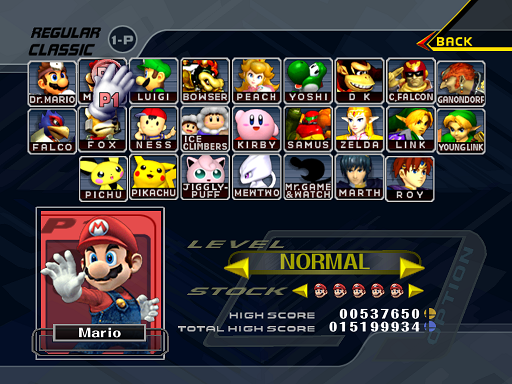 REGULAR
CLASSIC
1-P
BACK
Dr.MARIO
M
P1
LUIGI
BOWSER
PEACH
YOSHI
D K
C.FALCON
GANONDORF
FALCO
FOX
NESS
ICE
CLIMBERS
KIRBY
SAMUS
ZELDA
LINK
YOUNG LINK
PICHU
PIKACHU
JIGGLY-
PUFF
MEWTWO
Mr.GAME
&WATCH
MARTH
ROY
P
Mario
LEVEL
NORMAL
STOCK
HIGH SCORE 00537650
TOTAL HIGH SCORE 015199934
OPTION